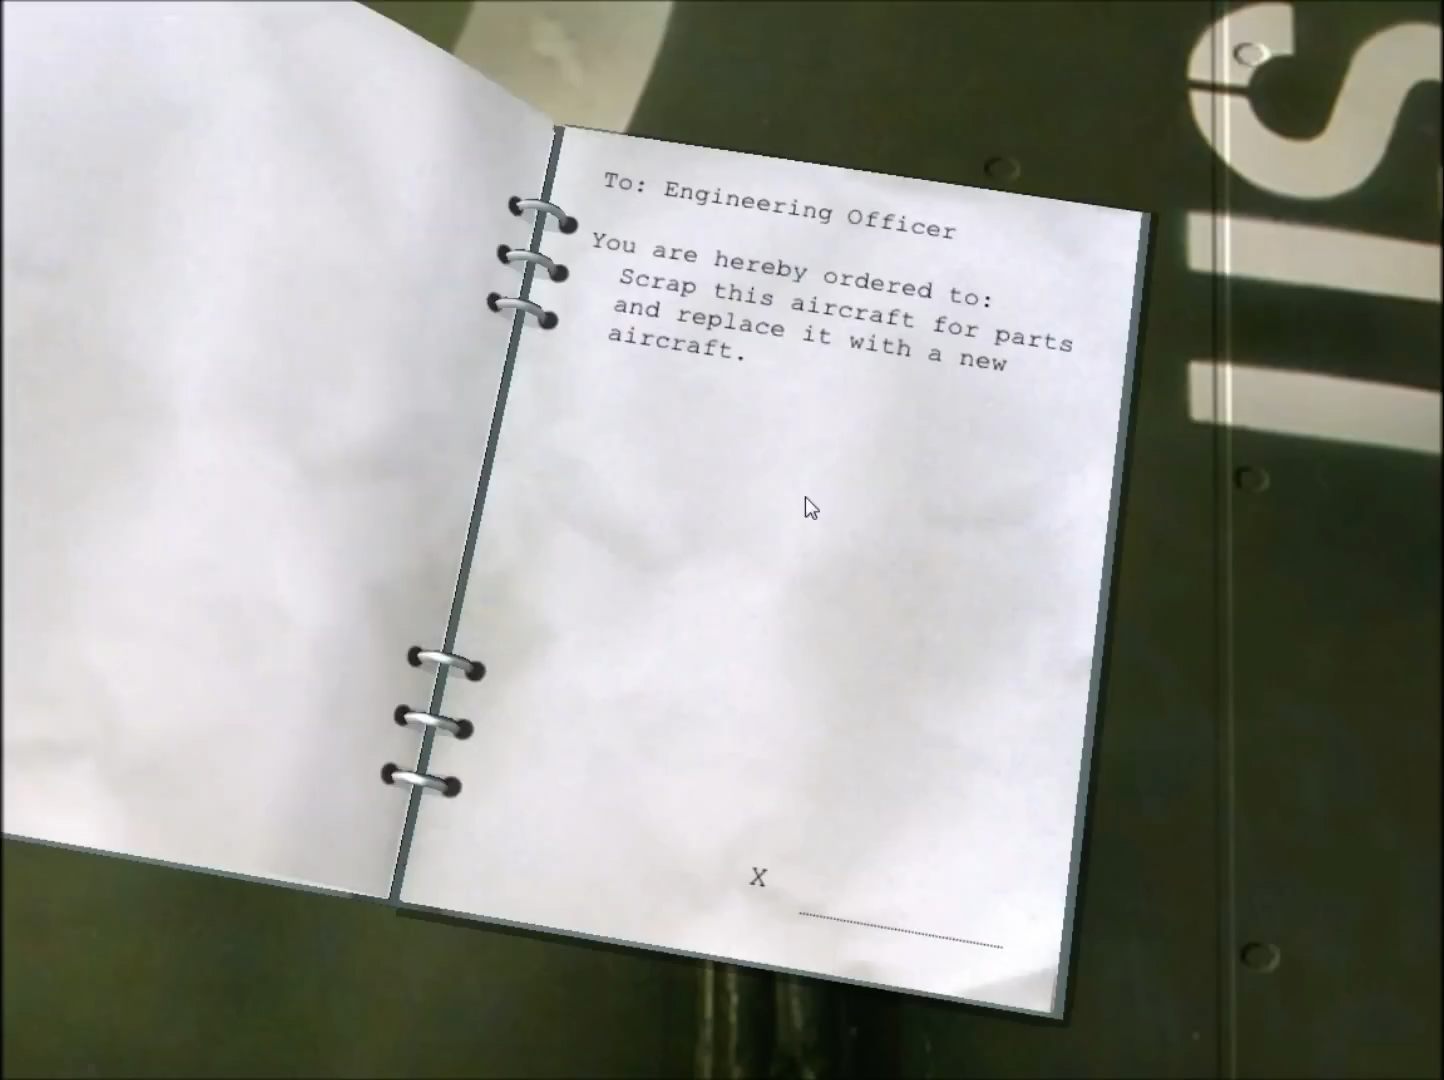 To: Engineering Officer
You are hereby ordered to:
Scrap this aircraft for parts
and replace it with a new
aircraft.
X